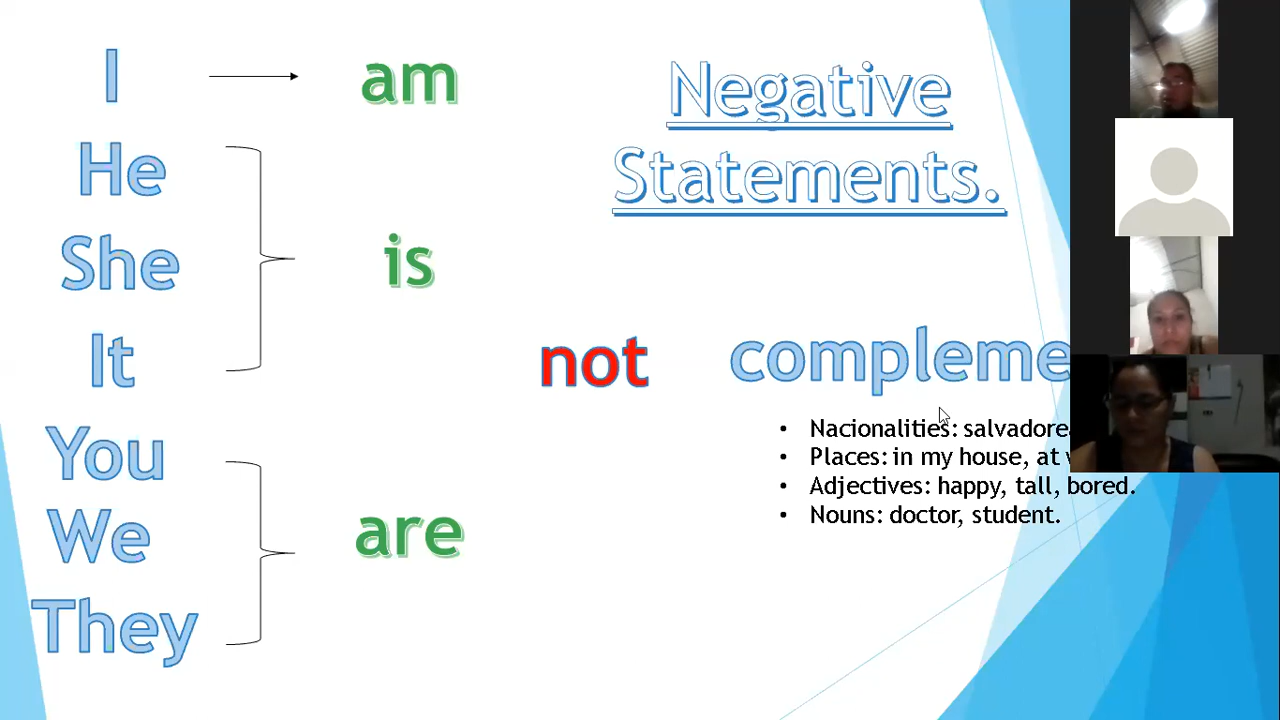 I am
He
She
It
is
You
We
They
are
not
Negative
Statements.
• Nacionalities:
• Places: in my house, at
• Adjectives: happy, tall, bored.
• Nouns: doctor, student.